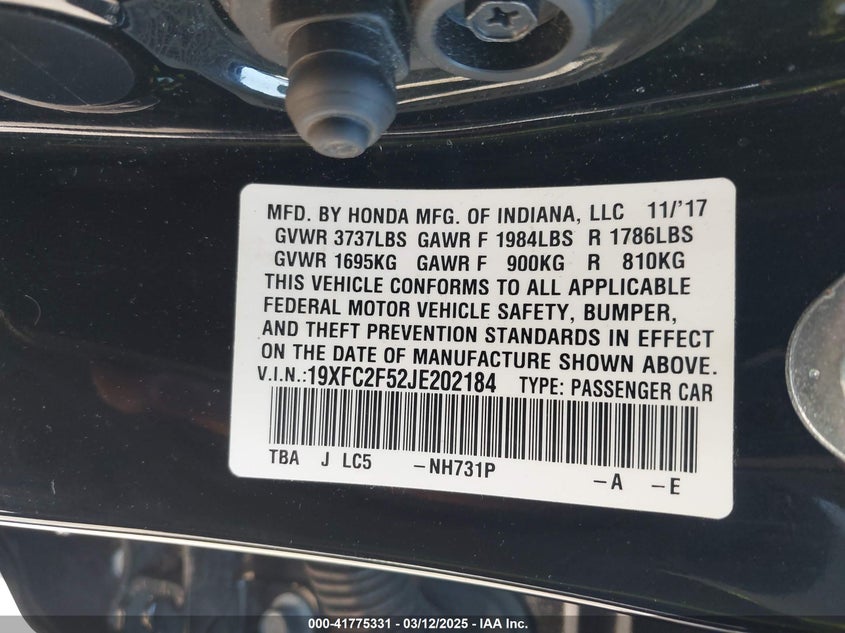 MFD. BY HONDA MFG. OF INDIANA, LLC 11/'17
GVWR 3737LBS GAWR F 1984LBS R 1786LBS
GVWR 1695KG GAWR F 900KG R 810KG
THIS VEHICLE CONFORMS TO ALL APPLICABLE
FEDERAL MOTOR VEHICLE SAFETY, BUMPER,
AND THEFT PREVENTION STANDARDS IN EFFECT
ON THE DATE OF MANUFACTURE SHOWN ABOVE.
V.I.N.:19XFC2F52JE202184 TYPE: PASSENGER CAR
TBA J LC5 –NH731P –A –E
000-41775331 - 03/12/2025 - IAA Inc.